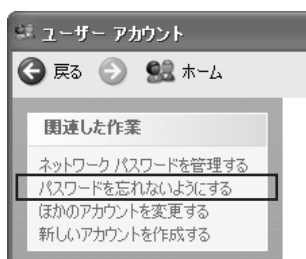 ユーザー アカウント
戻る ホーム
関連した作業
ネットワーク パスワードを管理する
パスワードを忘れないようにする
ほかのアカウントを変更する
新しいアカウントを作成する